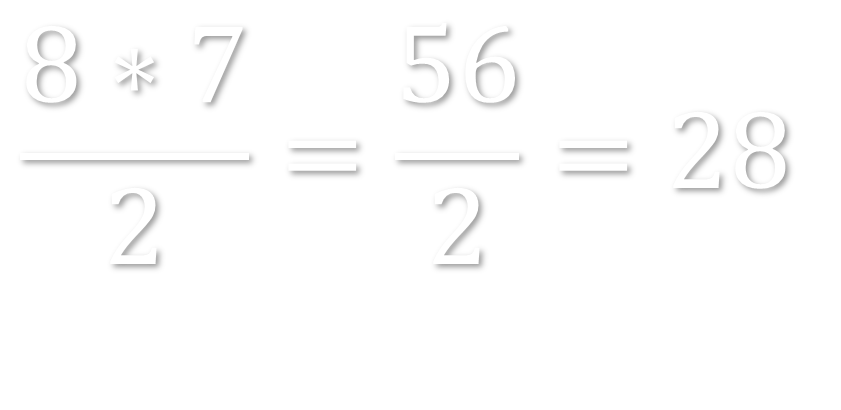 8 * 7 / 2 = 56 / 2 = 28